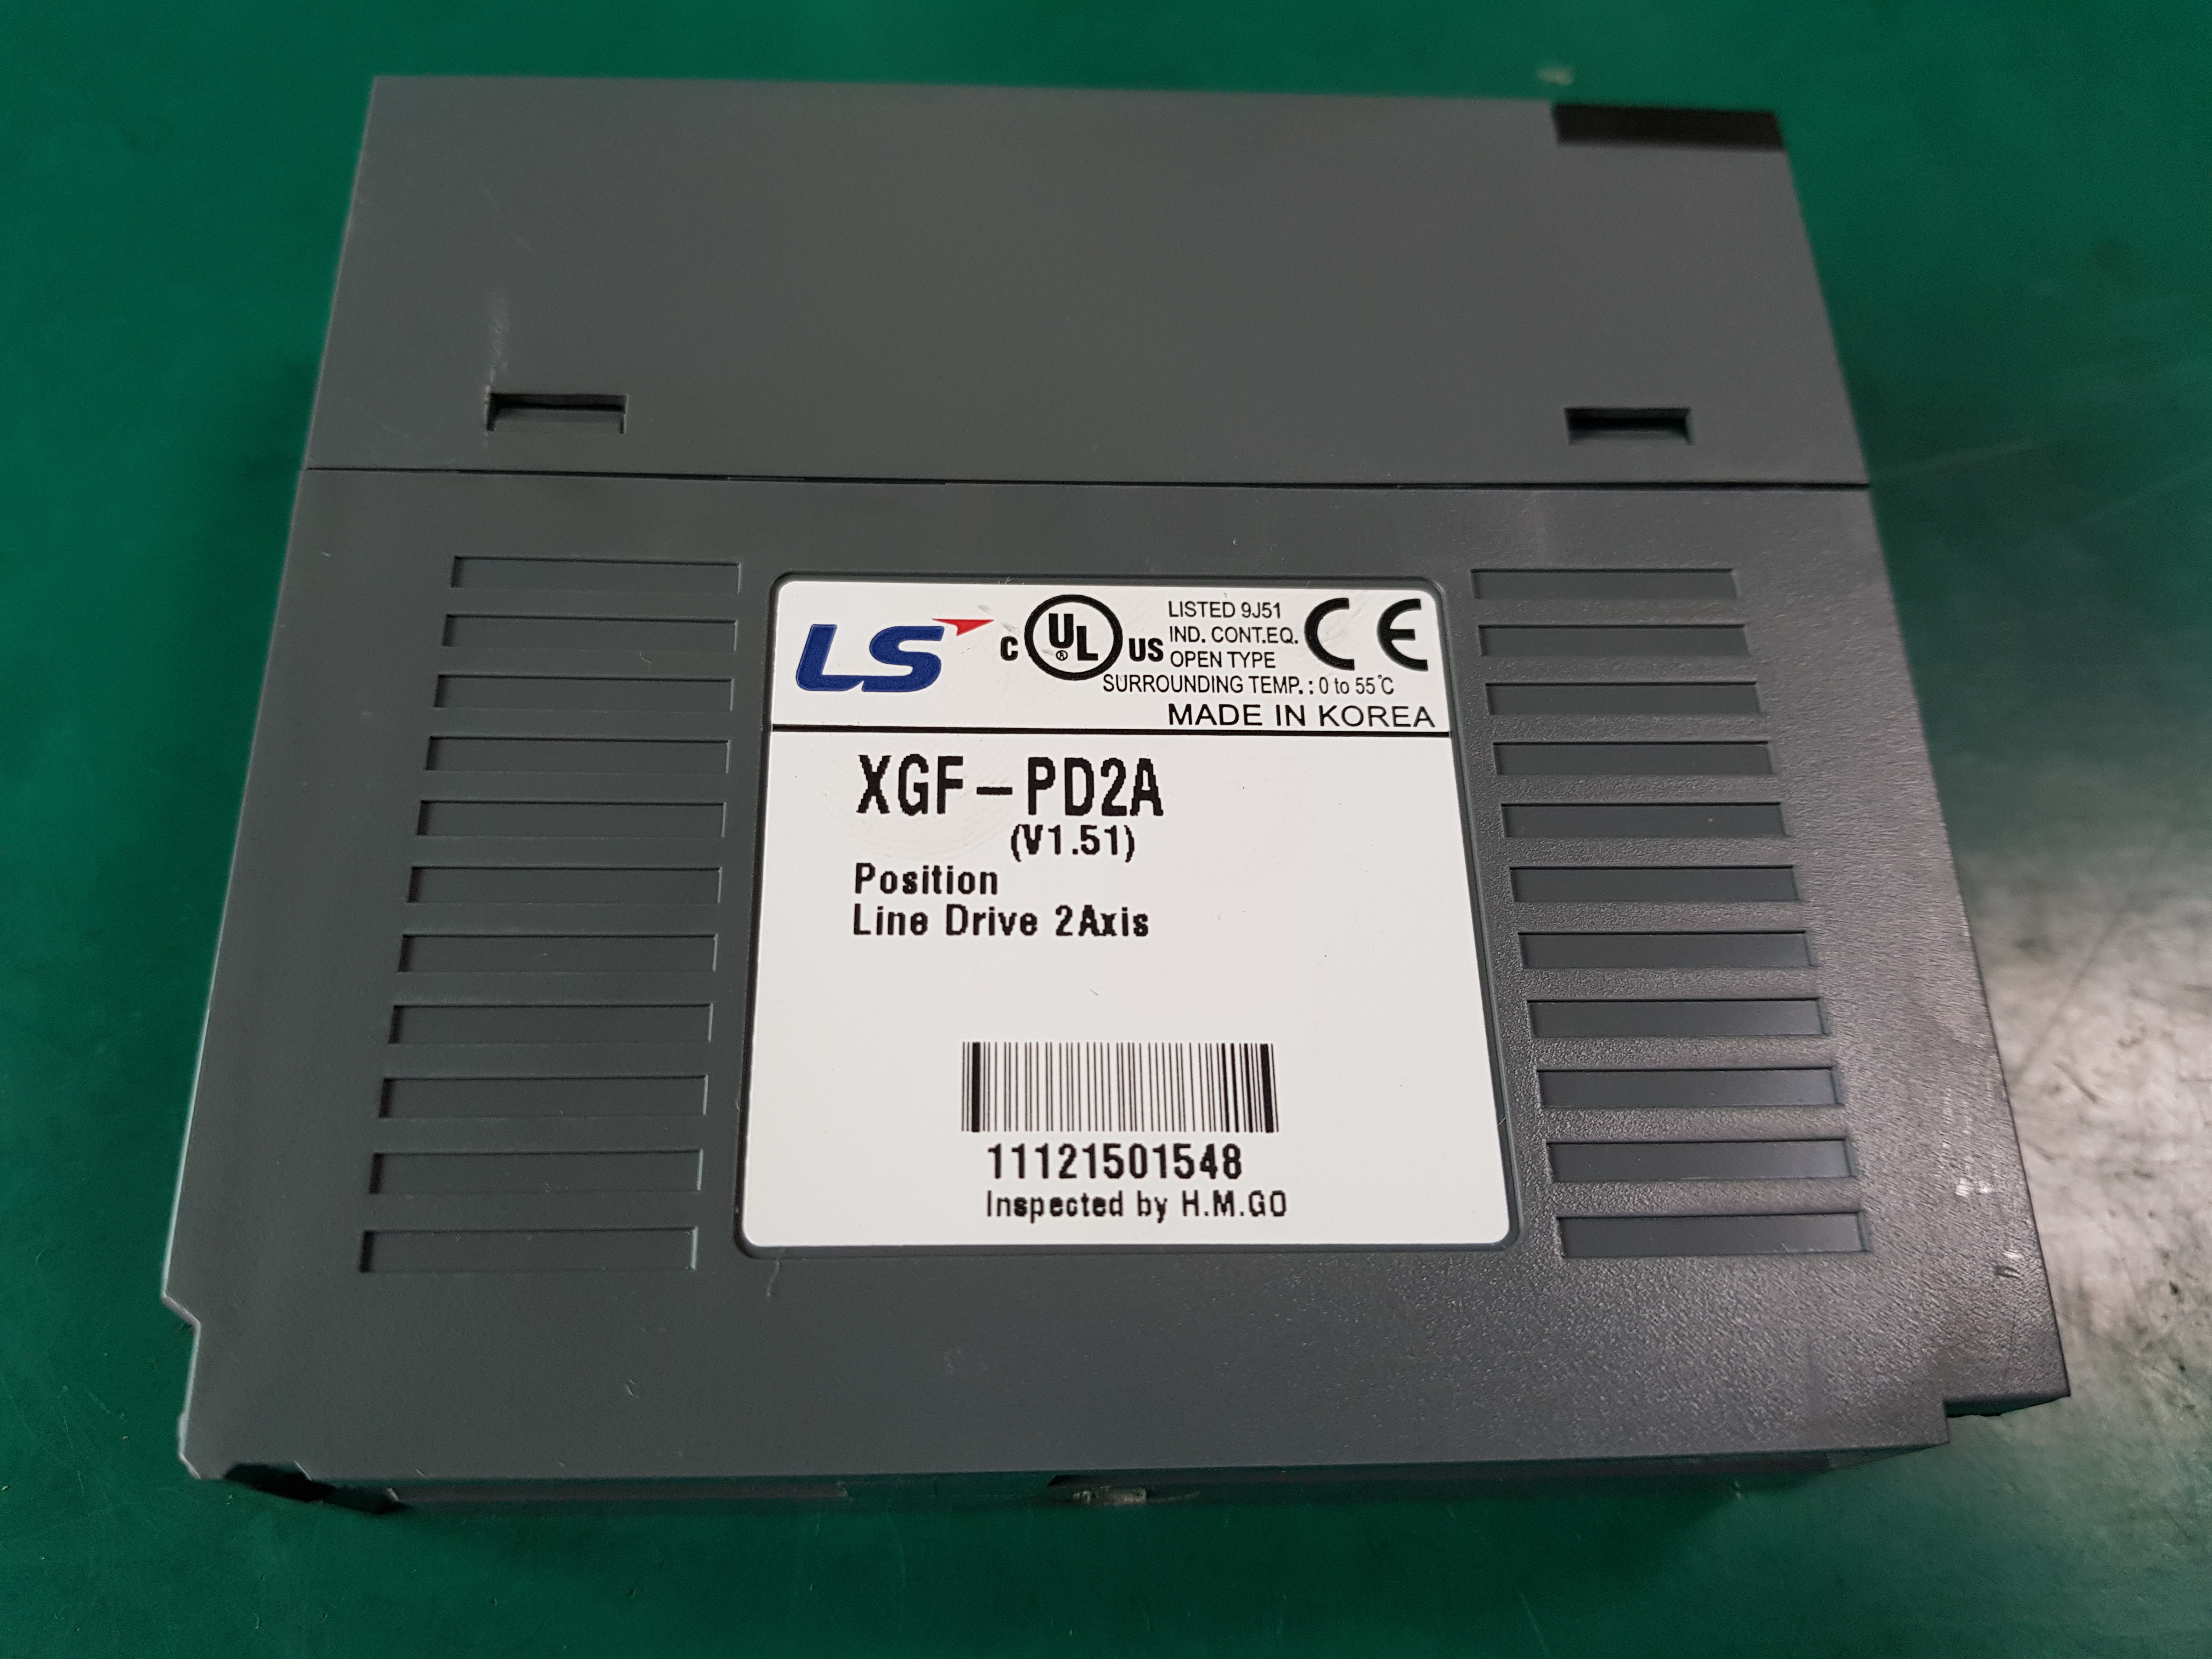 LS
C UL ® US
LISTED 9J51
IND. CONT.EQ.
OPEN TYPE
CE
SURROUNDING TEMP. : 0 to 55℃
MADE IN KOREA
XGF-PD2A
(V1.51)
Position
Line Drive 2Axis
11121501548
Inspected by H.M.GO